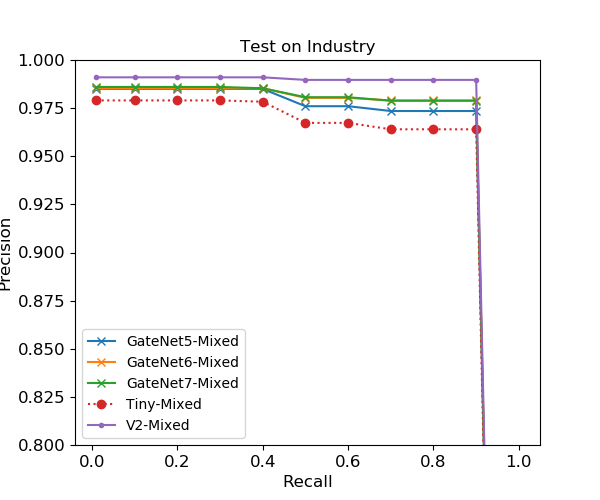 Test on Industry
1.000
0.975
0.950
0.925
0.900
0.875
0.850
0.825
0.800
Precision
GateNet5-Mixed
GateNet6-Mixed
GateNet7-Mixed
Tiny-Mixed
V2-Mixed
0.0 0.2 0.4 0.6 0.8 1.0
Recall